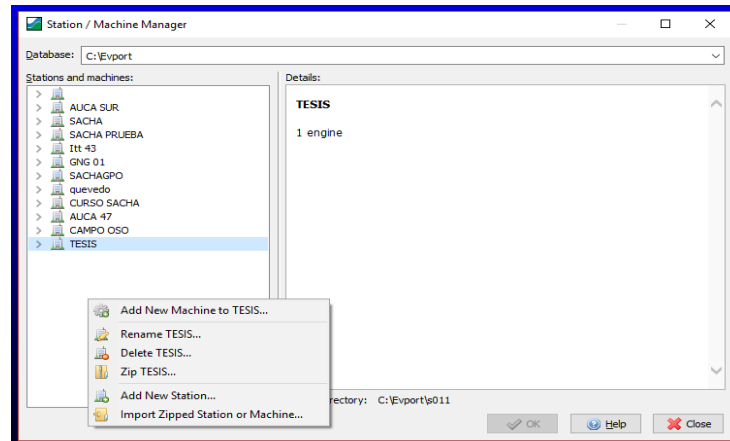 Station / Machine Manager
Database: C:\Evport
Stations and machines:
Details:
AUCA SUR
SACHA
SACHA PRUEBA
Itt 43
GNG 01
SACHAGPO
quevedo
CURSO SACHA
AUCA 47
CAMPO OSO
TESIS
TESIS
1 engine
Add New Machine to TESIS...
Rename TESIS...
Delete TESIS...
Zip TESIS...
Add New Station...
Import Zipped Station or Machine...
rectory: C:\Evport\s011
OK
Help
Close